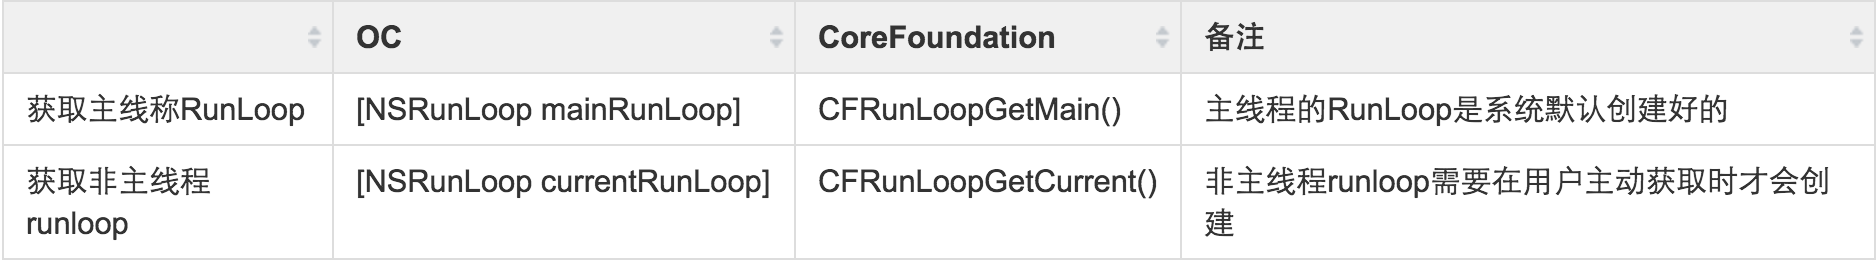 OC CoreFoundation 备注
获取主线称RunLoop [NSRunLoop mainRunLoop] CFRunLoopGetMain() 主线程的RunLoop是系统默认创建好的
获取非主线程 [NSRunLoop currentRunLoop] CFRunLoopGetCurrent() 非主线程runloop需要在用户主动获取时才会创
runloop 建